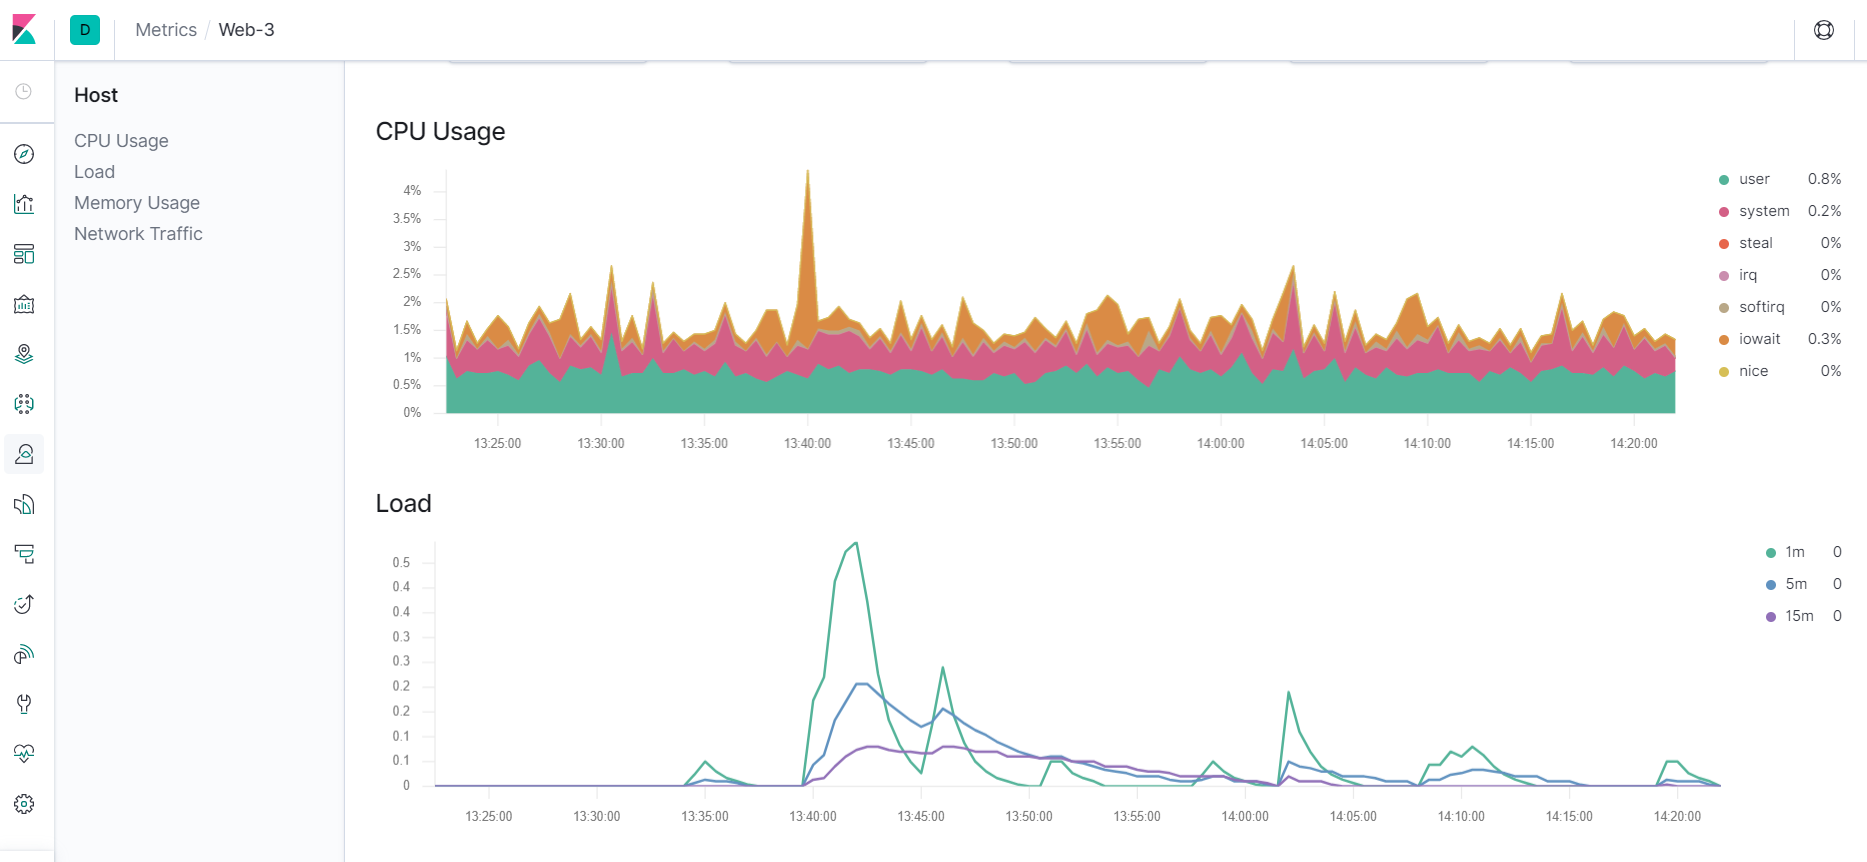 D Metrics / Web-3
Host
CPU Usage
Load
Memory Usage
Network Traffic
CPU Usage
4%
3.5%
3%
2.5%
2%
1.5%
1%
0.5%
0%
13:25:00 13:30:00 13:35:00 13:40:00 13:45:00 13:50:00 13:55:00 14:00:00 14:05:00 14:10:00 14:15:00 14:20:00
user 0.8%
system 0.2%
steal 0%
irq 0%
softirq 0%
iowait 0.3%
nice 0%
Load
0.5
0.4
0.4
0.3
0.3
0.2
0.2
0.1
0.1
0
13:25:00 13:30:00 13:35:00 13:40:00 13:45:00 13:50:00 13:55:00 14:00:00 14:05:00 14:10:00 14:15:00 14:20:00
1m 0
5m 0
15m 0